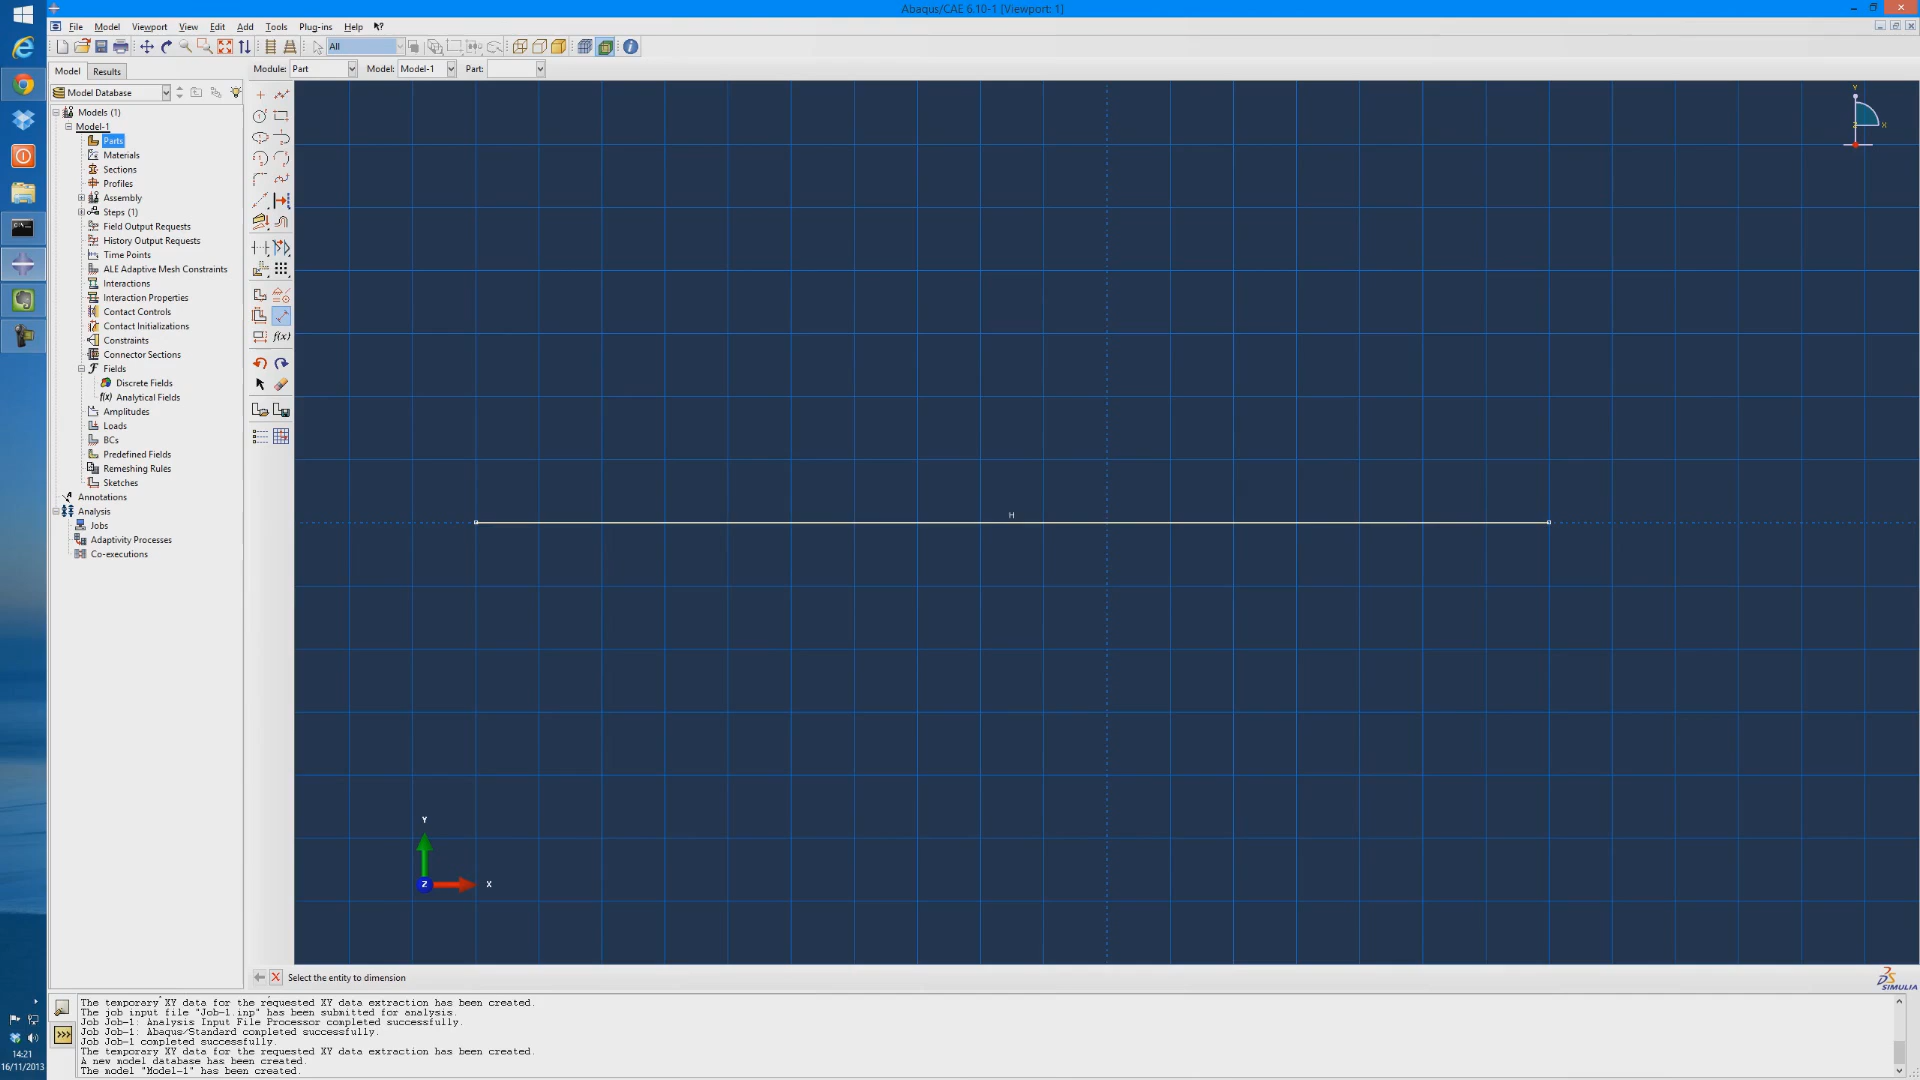 Abaqus/CAE 6.10-1 [Viewport: 1]
File Model Viewport View Edit Add Tools Plug-ins Help
All
Model Results
Module: Part Model: Model-1 Part:
Model Database
Models (1)
Model-1
Parts
Materials
Sections
Profiles
Assembly
Steps (1)
Field Output Requests
History Output Requests
Time Points
ALE Adaptive Mesh Constraints
Interactions
Interaction Properties
Contact Controls
Contact Initializations
Constraints
Connector Sections
Fields
Discrete Fields
f(x) Analytical Fields
Amplitudes
Loads
BCs
Predefined Fields
Remeshing Rules
Sketches
Annotations
Analysis
Jobs
Adaptivity Processes
Co-executions
f(x)
Y
Z X
H
Y
Z X
Select the entity to dimension
SIMULIA
>>>
The temporary XY data for the requested XY data extraction has been created.
The job input file "Job-1.inp" has been submitted for analysis.
Job Job-1: Analysis Input File Processor completed successfully.
Job Job-1: Abaqus/Standard completed successfully.
Job Job-1 completed successfully.
The temporary XY data for the requested XY data extraction has been created.
A new model database has been created.
The model "Model-1" has been created.
14:21
16/11/2013